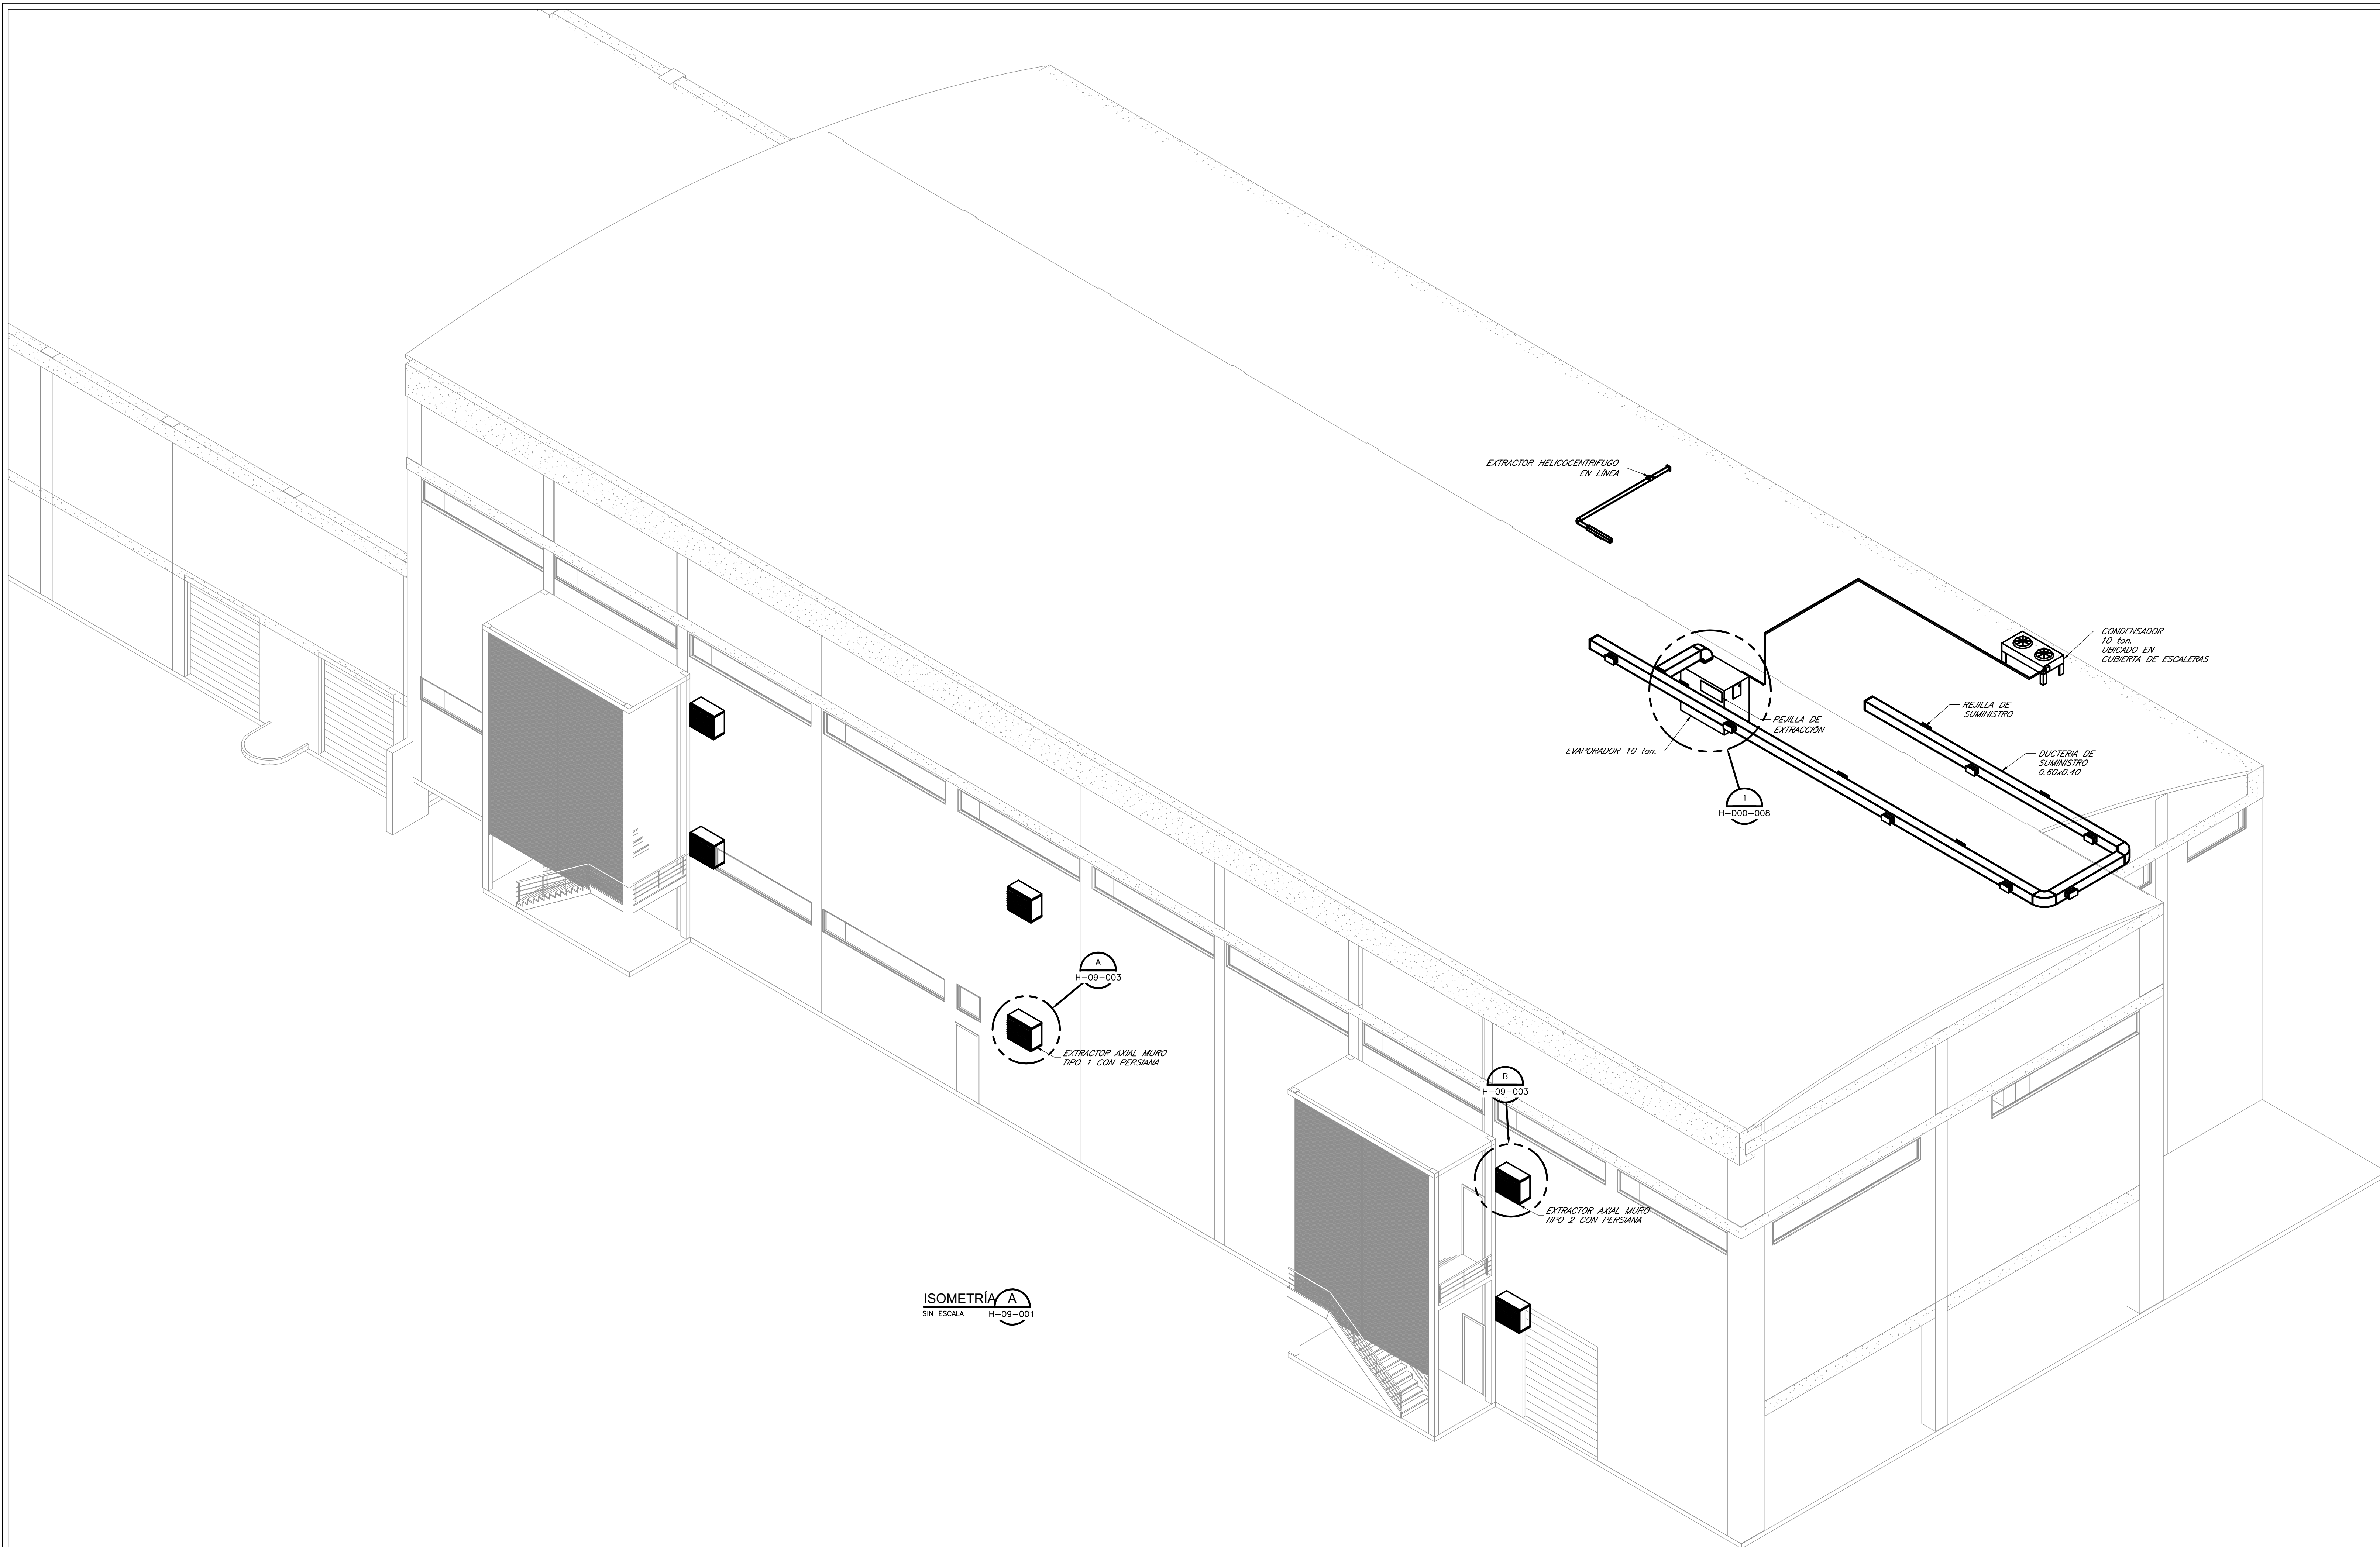 EXTRACTOR HELICOCENTRIFUGO
EN LÍNEA
CONDENSADOR
10 ton.
UBICADO EN
CUBIERTA DE ESCALERAS
REJILLA DE
SUMINISTRO
REJILLA DE
EXTRACCIÓN
EVAPORADOR 10 ton.
DUCTERIA DE
SUMINISTRO
0.60x0.40
1
H-D00-008
A
H-09-003
EXTRACTOR AXIAL MURO
TIPO 1 CON PERSIANA
B
H-09-003
EXTRACTOR AXIAL MURO
TIPO 2 CON PERSIANA
ISOMETRÍA A
SIN ESCALA H-09-001